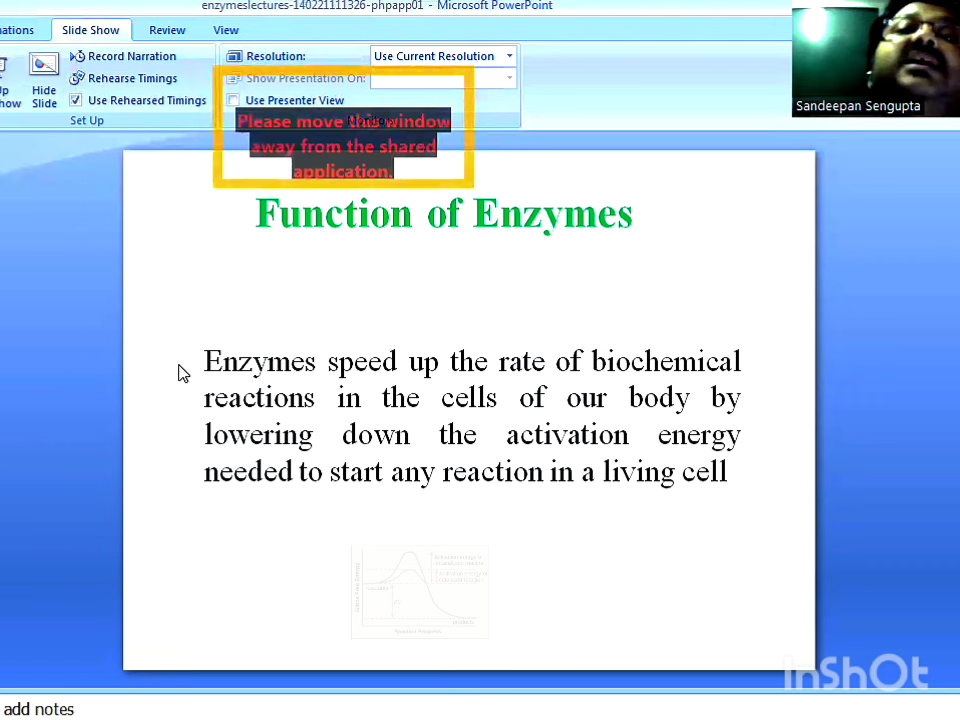 enzymeslectures-140221111326-phpapp01 - Microsoft PowerPoint
Slide Show
Review
View
Record Narration
Resolution:
Use Current Resolution
Rehearse Timings
Show Presentation On:
Hide
Slide
Use Rehearsed Timings
Use Presenter View
Set Up
Please move this window
away from the shared
application.
Sandeepan Sengupta
Function of Enzymes
Enzymes speed up the rate of biochemical
reactions in the cells of our body by
lowering down the activation energy
needed to start any reaction in a living cell
InShOt
add notes